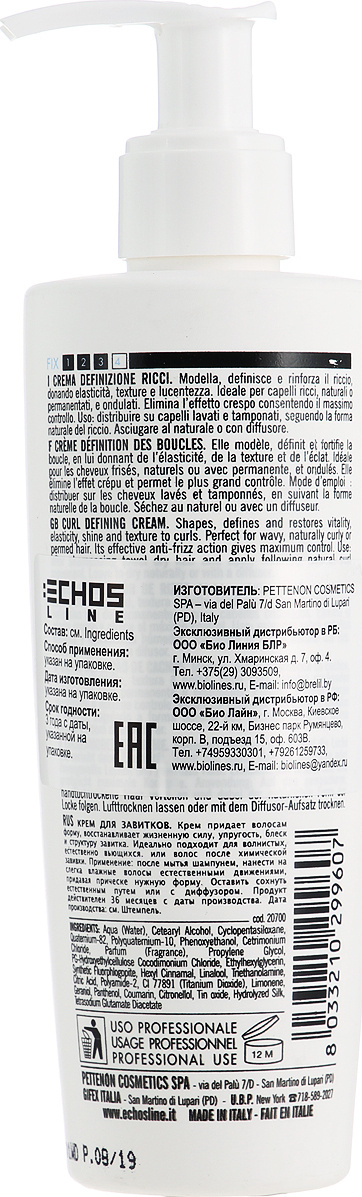 FIX 1 2 3 4
I CREMA DEFINIZIONE RICCI. Modella, definisce e rinforza il riccio,
donando elasticità, texture e lucentezza. Ideale per capelli ricci, naturali o
permanentati, e ondulati. Elimina l'effetto crespo consentendo il massimo
controllo. Uso: distribuire su capelli lavati e tamponati, seguendo la forma
naturale del riccio. Asciugare al naturale o con diffusore.
F CRÈME DÉFINITION DES BOUCLES. Elle modèle, définit et fortifie la
boucle, en lui donnant de l'élasticité, de la texture et de l'éclat. Idéale
pour les cheveux frisés, naturels ou avec permanente, et ondulés. Elle
élimine l'effet crépu et permet le plus grand contrôle. Mode d'emploi :
distribuer sur les cheveux lavés et tamponnés, en suivant la forme
naturelle de la boucle. Séchez au naturel ou avec un diffuseur.
GB CURL DEFINING CREAM. Shapes, defines and restores vitality,
elasticity, shine and texture to curls. Perfect for wavy, naturally curly or
permed hair. Its effective anti-frizz action gives maximum control. Use:
towel dry hair and apply following natural curl
ECHOS
LINE
Состав: см. Ingredients
Способ применения:
указан на упаковке.
Дата изготовления:
указана на упаковке.
Срок годности:
3 года с даты,
указанной на
упаковке.
EAC
ИЗГОТОВИТЕЛЬ: PETTENON COSMETICS
SPA – via del Palù 7/d San Martino di Lupari
(PD), Italy
Эксклюзивный дистрибьютор в РБ:
ООО «Био Линия БЛР»
г. Минск, ул. Хмаринская д. 7, оф. 4.
Тел. +375(29) 3093509,
www.biolines.ru, E-mail: info@brelil.by
Эксклюзивный дистрибьютор в РФ:
ООО «Био Лайн», г. Москва, Киевское
шоссе, 22-й км, Бизнес парк Румянцево,
корп. В, подъезд 15, оф. 603В.
Тел.: +74959330301, +79261259733,
www.biolines.ru, E-mail: biolines@yandex.ru
Locke folgen. Lufttrocknen lassen oder mit dem Diffusor-Aufsatz trocknen.
RUS КРЕМ ДЛЯ ЗАВИТКОВ. Крем придает волосам
форму, восстанавливает жизненную силу, упругость, блеск
и структуру завитка. Идеально подходит для волнистых,
естественно вьющихся, или волос после химической
завивки. Применение: после мытья шампунем, нанести на
слегка влажные волосы естественными движениями,
придавая прическе нужную форму. Оставить сохнуть
естественным путем или с диффузором. Продукт
действителен 36 месяцев с даты производства. Дата
производства: см. Штемпель.
cod. 20700
INGREDIENTS: Aqua (Water), Cetearyl Alcohol, Cyclopentasiloxane,
Quaternium-82, Polyquaternium-10, Phenoxyethanol, Cetrimonium
Chloride, Parfum (Fragrance), Propylene Glycol,
PG-Hydroxyethylcellulose Cocodimonium Chloride, Ethylhexylglycerin,
Synthetic Fluorphlogopite, Hexyl Cinnamal, Linalool, Triethanolamine,
Citric Acid, Polyamide-2, CI 77891 (Titanium Dioxide), Limonene,
Geraniol, Panthenol, Coumarin, Citronellol, Tin oxide, Hydrolyzed Silk,
Tetrasodium Glutamate Diacetate
8 033210 299607
USO PROFESSIONALE
USAGE PROFESSIONNEL
PROFESSIONAL USE
12 M
PETTENON COSMETICS SPA - via del Palù 7/D - San Martino di Lupari (PD)
GIFEX ITALIA - San Martino di Lupari (PD) - U.B.P. New York ☎718-589-2027
www.echosline.it MADE IN ITALY - FAIT EN ITALIE
P.08/19